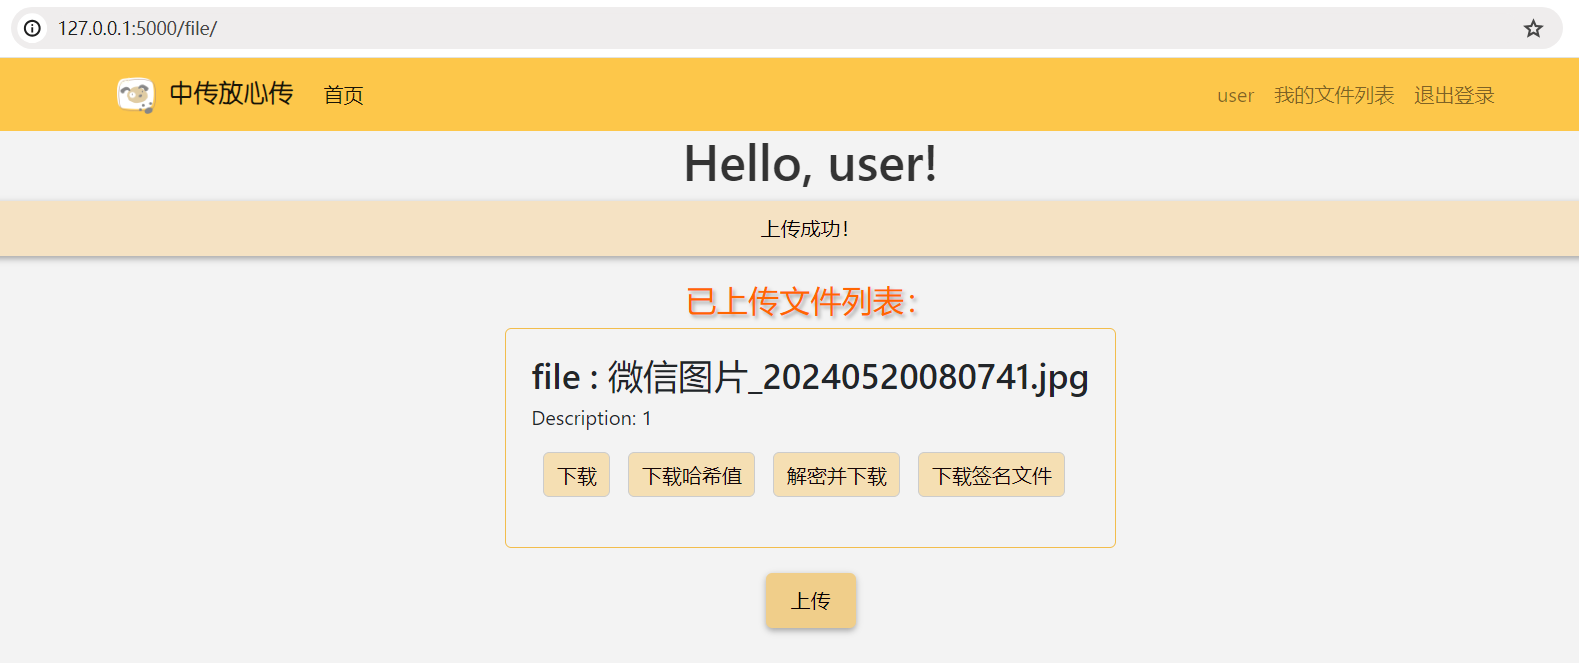 127.0.0.1:5000/file/
中传放心传 首页 user 我的文件列表 退出登录
Hello, user!
上传成功!
已上传文件列表：
file : 微信图片_20240520080741.jpg
Description: 1
下载 下载哈希值 解密并下载 下载签名文件
上传